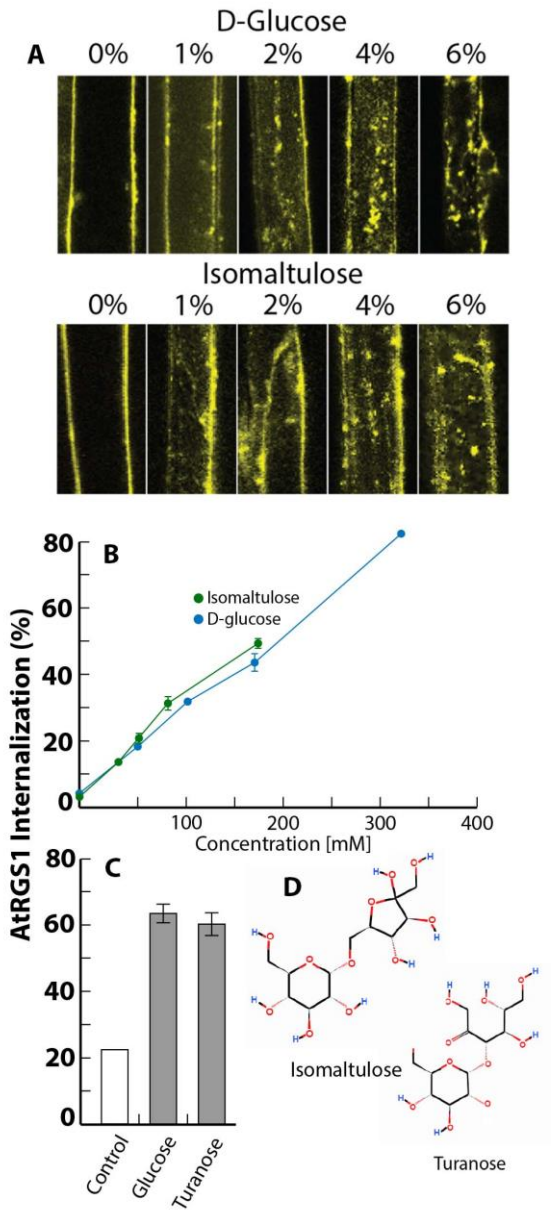 D-Glucose
A 0% 1% 2% 4% 6%
Isomaltulose
0% 1% 2% 4% 6%
AtRGS1 Internalization (%)
B
80
60
40
20
0
Isomaltulose
D-glucose
100 200 300 400
Concentration [mM]
C
80
60
40
20
0
Control Glucose Turanose
D
H O O H
H O O O H
H O O O O H
H O O H
O H
Isomaltulose
H O O H O H
O O H
O O
H O O
O H
Turanose